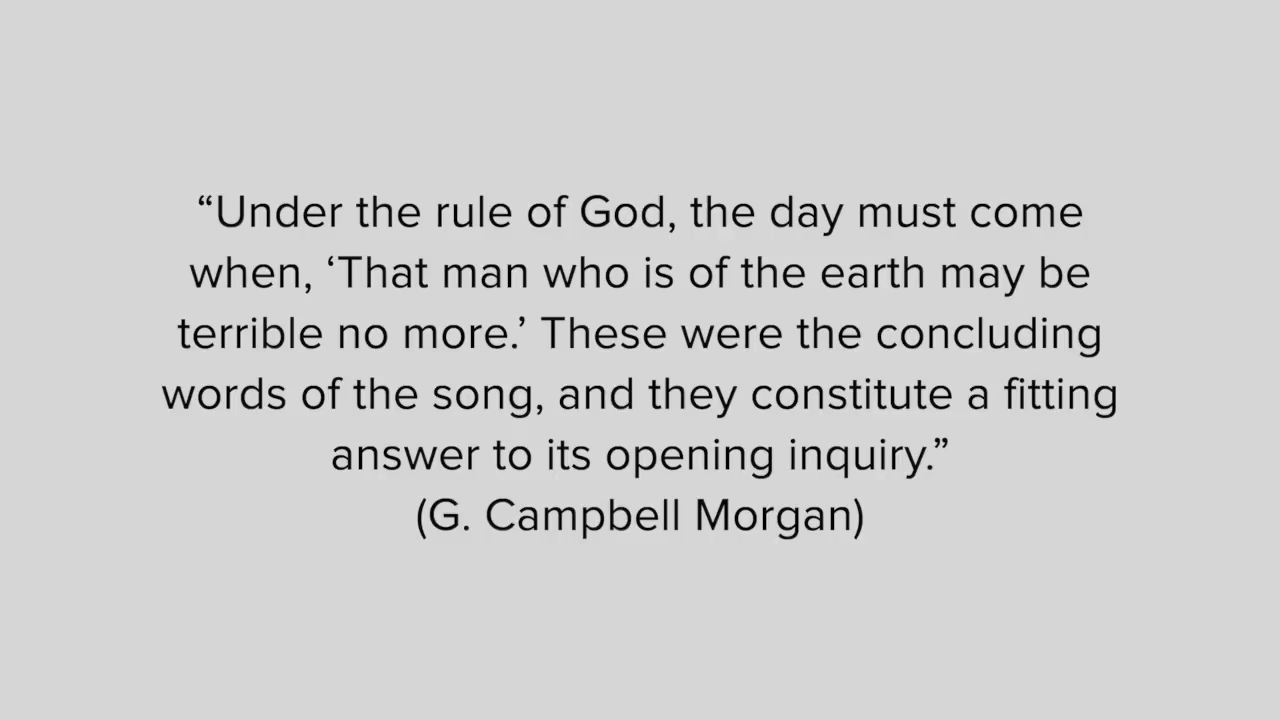 “Under the rule of God, the day must come
when, ‘That man who is of the earth may be
terrible no more.’ These were the concluding
words of the song, and they constitute a fitting
answer to its opening inquiry.”
(G. Campbell Morgan)